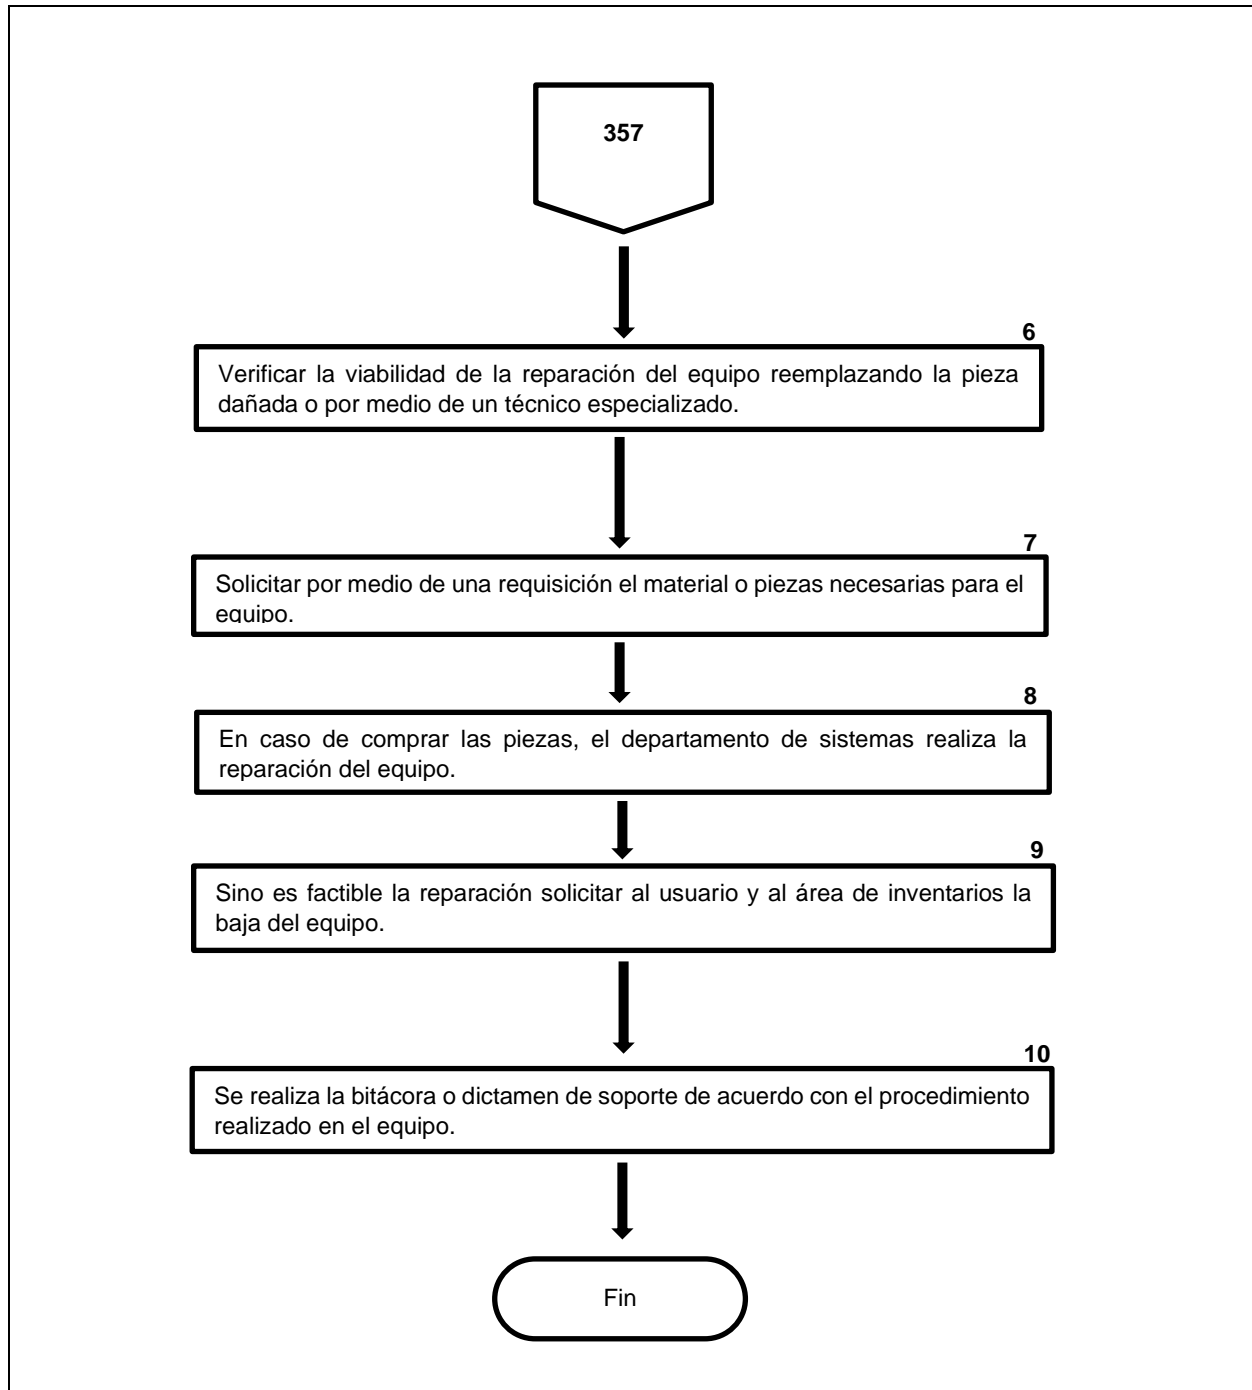 357
6
Verificar la viabilidad de la reparación del equipo reemplazando la pieza
dañada o por medio de un técnico especializado.
7
Solicitar por medio de una requisición el material o piezas necesarias para el
equipo.
8
En caso de comprar las piezas, el departamento de sistemas realiza la
reparación del equipo.
9
Sino es factible la reparación solicitar al usuario y al área de inventarios la
baja del equipo.
10
Se realiza la bitácora o dictamen de soporte de acuerdo con el procedimiento
realizado en el equipo.
Fin